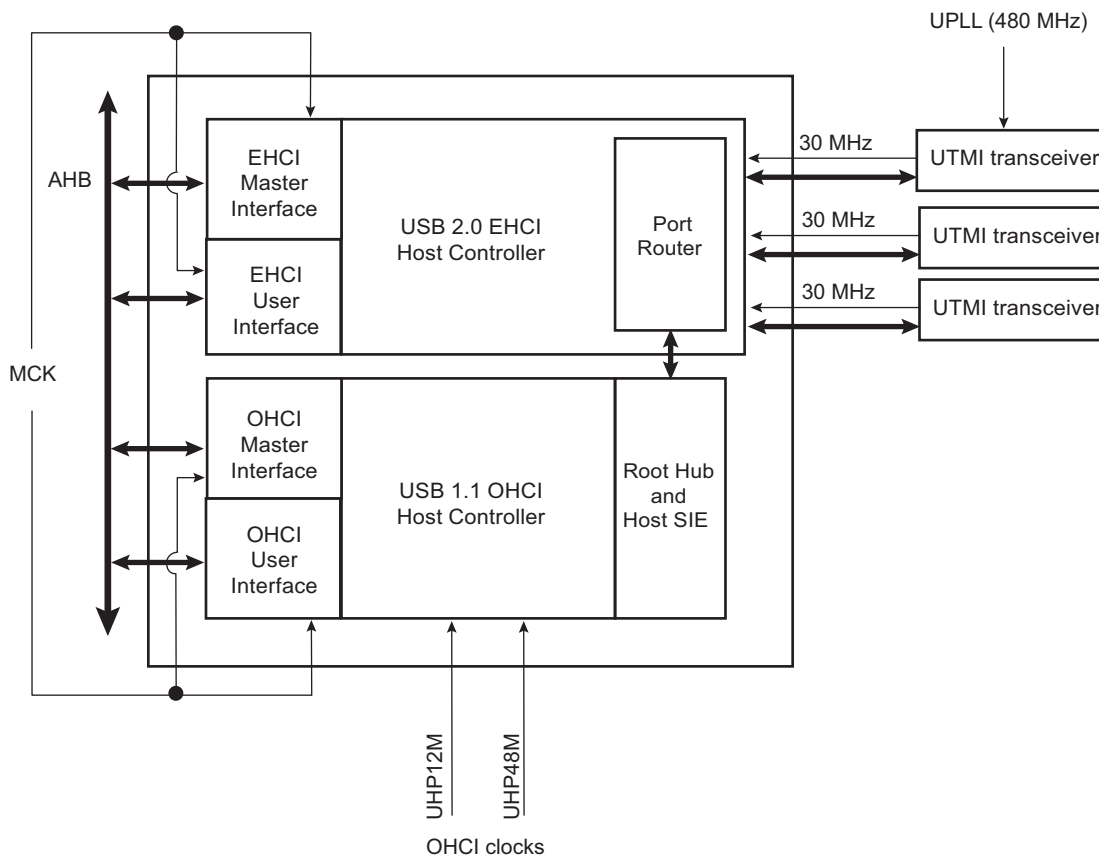 UPLL (480 MHz)
AHB
MCK
EHCI
Master
Interface
EHCI
User
Interface
USB 2.0 EHCI
Host Controller
Port
Router
30 MHz
UTMI transceiver
30 MHz
UTMI transceiver
30 MHz
UTMI transceiver
OHCI
Master
Interface
OHCI
User
Interface
USB 1.1 OHCI
Host Controller
Root Hub
and
Host SIE
UHP12M
UHP48M
OHCI clocks